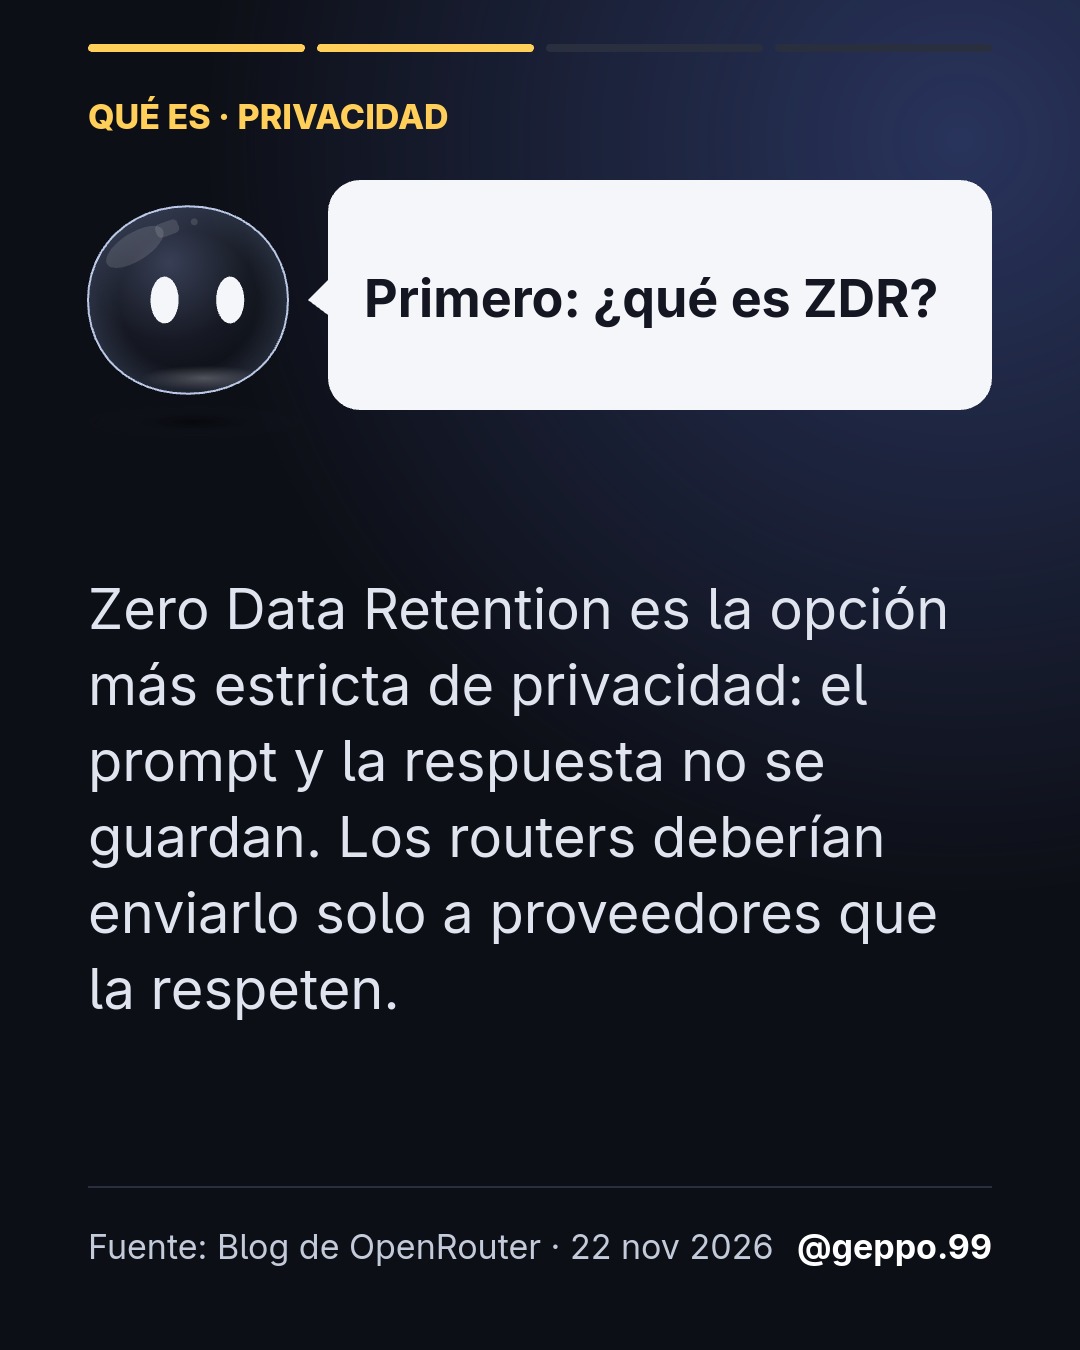 QUÉ ES · PRIVACIDAD
Primero: ¿qué es ZDR?
Zero Data Retention es la opción
más estricta de privacidad: el
prompt y la respuesta no se
guardan. Los routers deberían
enviarlo solo a proveedores que
la respeten.
Fuente: Blog de OpenRouter · 22 nov 2026 @geppo.99